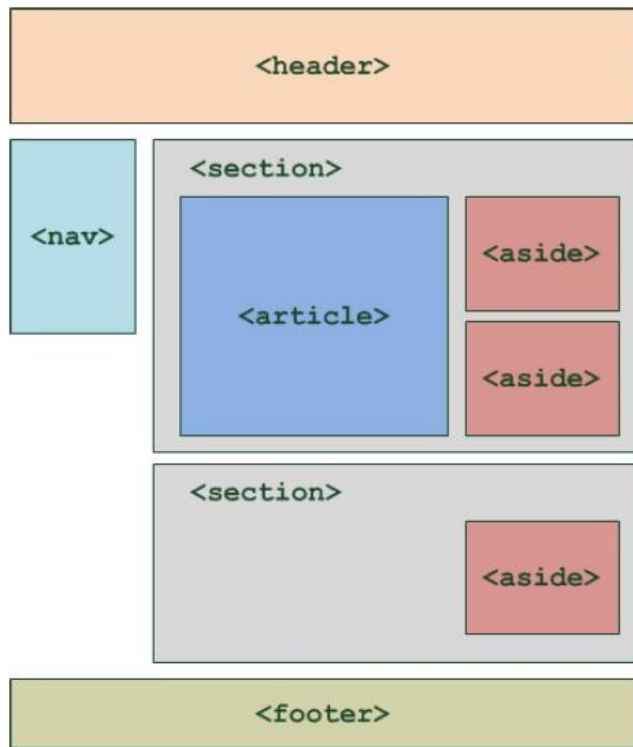 <header>
<nav>
<section>
<article>
<aside>
<aside>
<section>
<aside>
<footer>